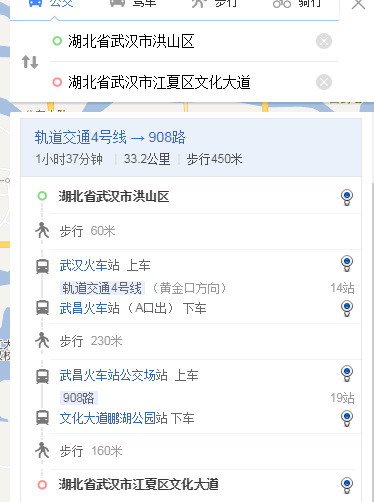 公交 驾车 步行 骑行
湖北省武汉市洪山区
湖北省武汉市江夏区文化大道
轨道交通4号线 → 908路
1小时37分钟 | 33.2公里 | 步行450米
湖北省武汉市洪山区
步行 60米
武汉火车站 上车
轨道交通4号线 (黄金口方向) 14站
武昌火车站 (A口出) 下车
步行 230米
武昌火车站公交场站 上车
908路 19站
文化大道鹏湖公园站 下车
步行 160米
湖北省武汉市江夏区文化大道